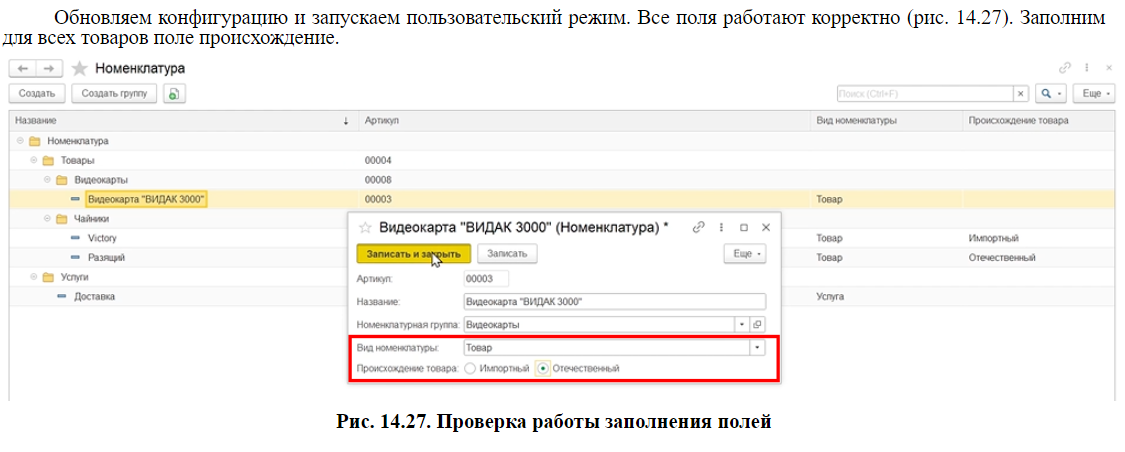 Обновляем конфигурацию и запускаем пользовательский режим. Все поля работают корректно (рис. 14.27). Заполним
для всех товаров поле происхождение.
Номенклатура
Создать Создать группу Поиск (Ctrl+F) × Еще
Название ↓ Артикул Вид номенклатуры Происхождение товара
Номенклатура
Товары 00004
Видеокарты 00008
Видеокарта "ВИДАК 3000" 00003 Товар
Чайники
Victory Товар Импортный
Разящий Товар Отечественный
Услуги
Доставка Услуга
Видеокарта "ВИДАК 3000" (Номенклатура) *
Записать и закрыть Записать Еще
Артикул: 00003
Название: Видеокарта "ВИДАК 3000"
Номенклатурная группа: Видеокарты
Вид номенклатуры: Товар
Происхождение товара: Импортный Отечественный
Рис. 14.27. Проверка работы заполнения полей